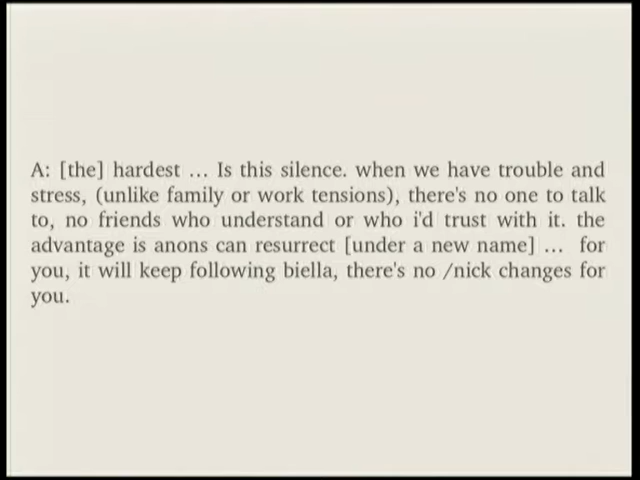 A: [the] hardest ... Is this silence. when we have trouble and
stress, (unlike family or work tensions), there's no one to talk
to, no friends who understand or who i'd trust with it. the
advantage is anons can resurrect [under a new name] ... for
you, it will keep following biella, there's no /nick changes for
you.